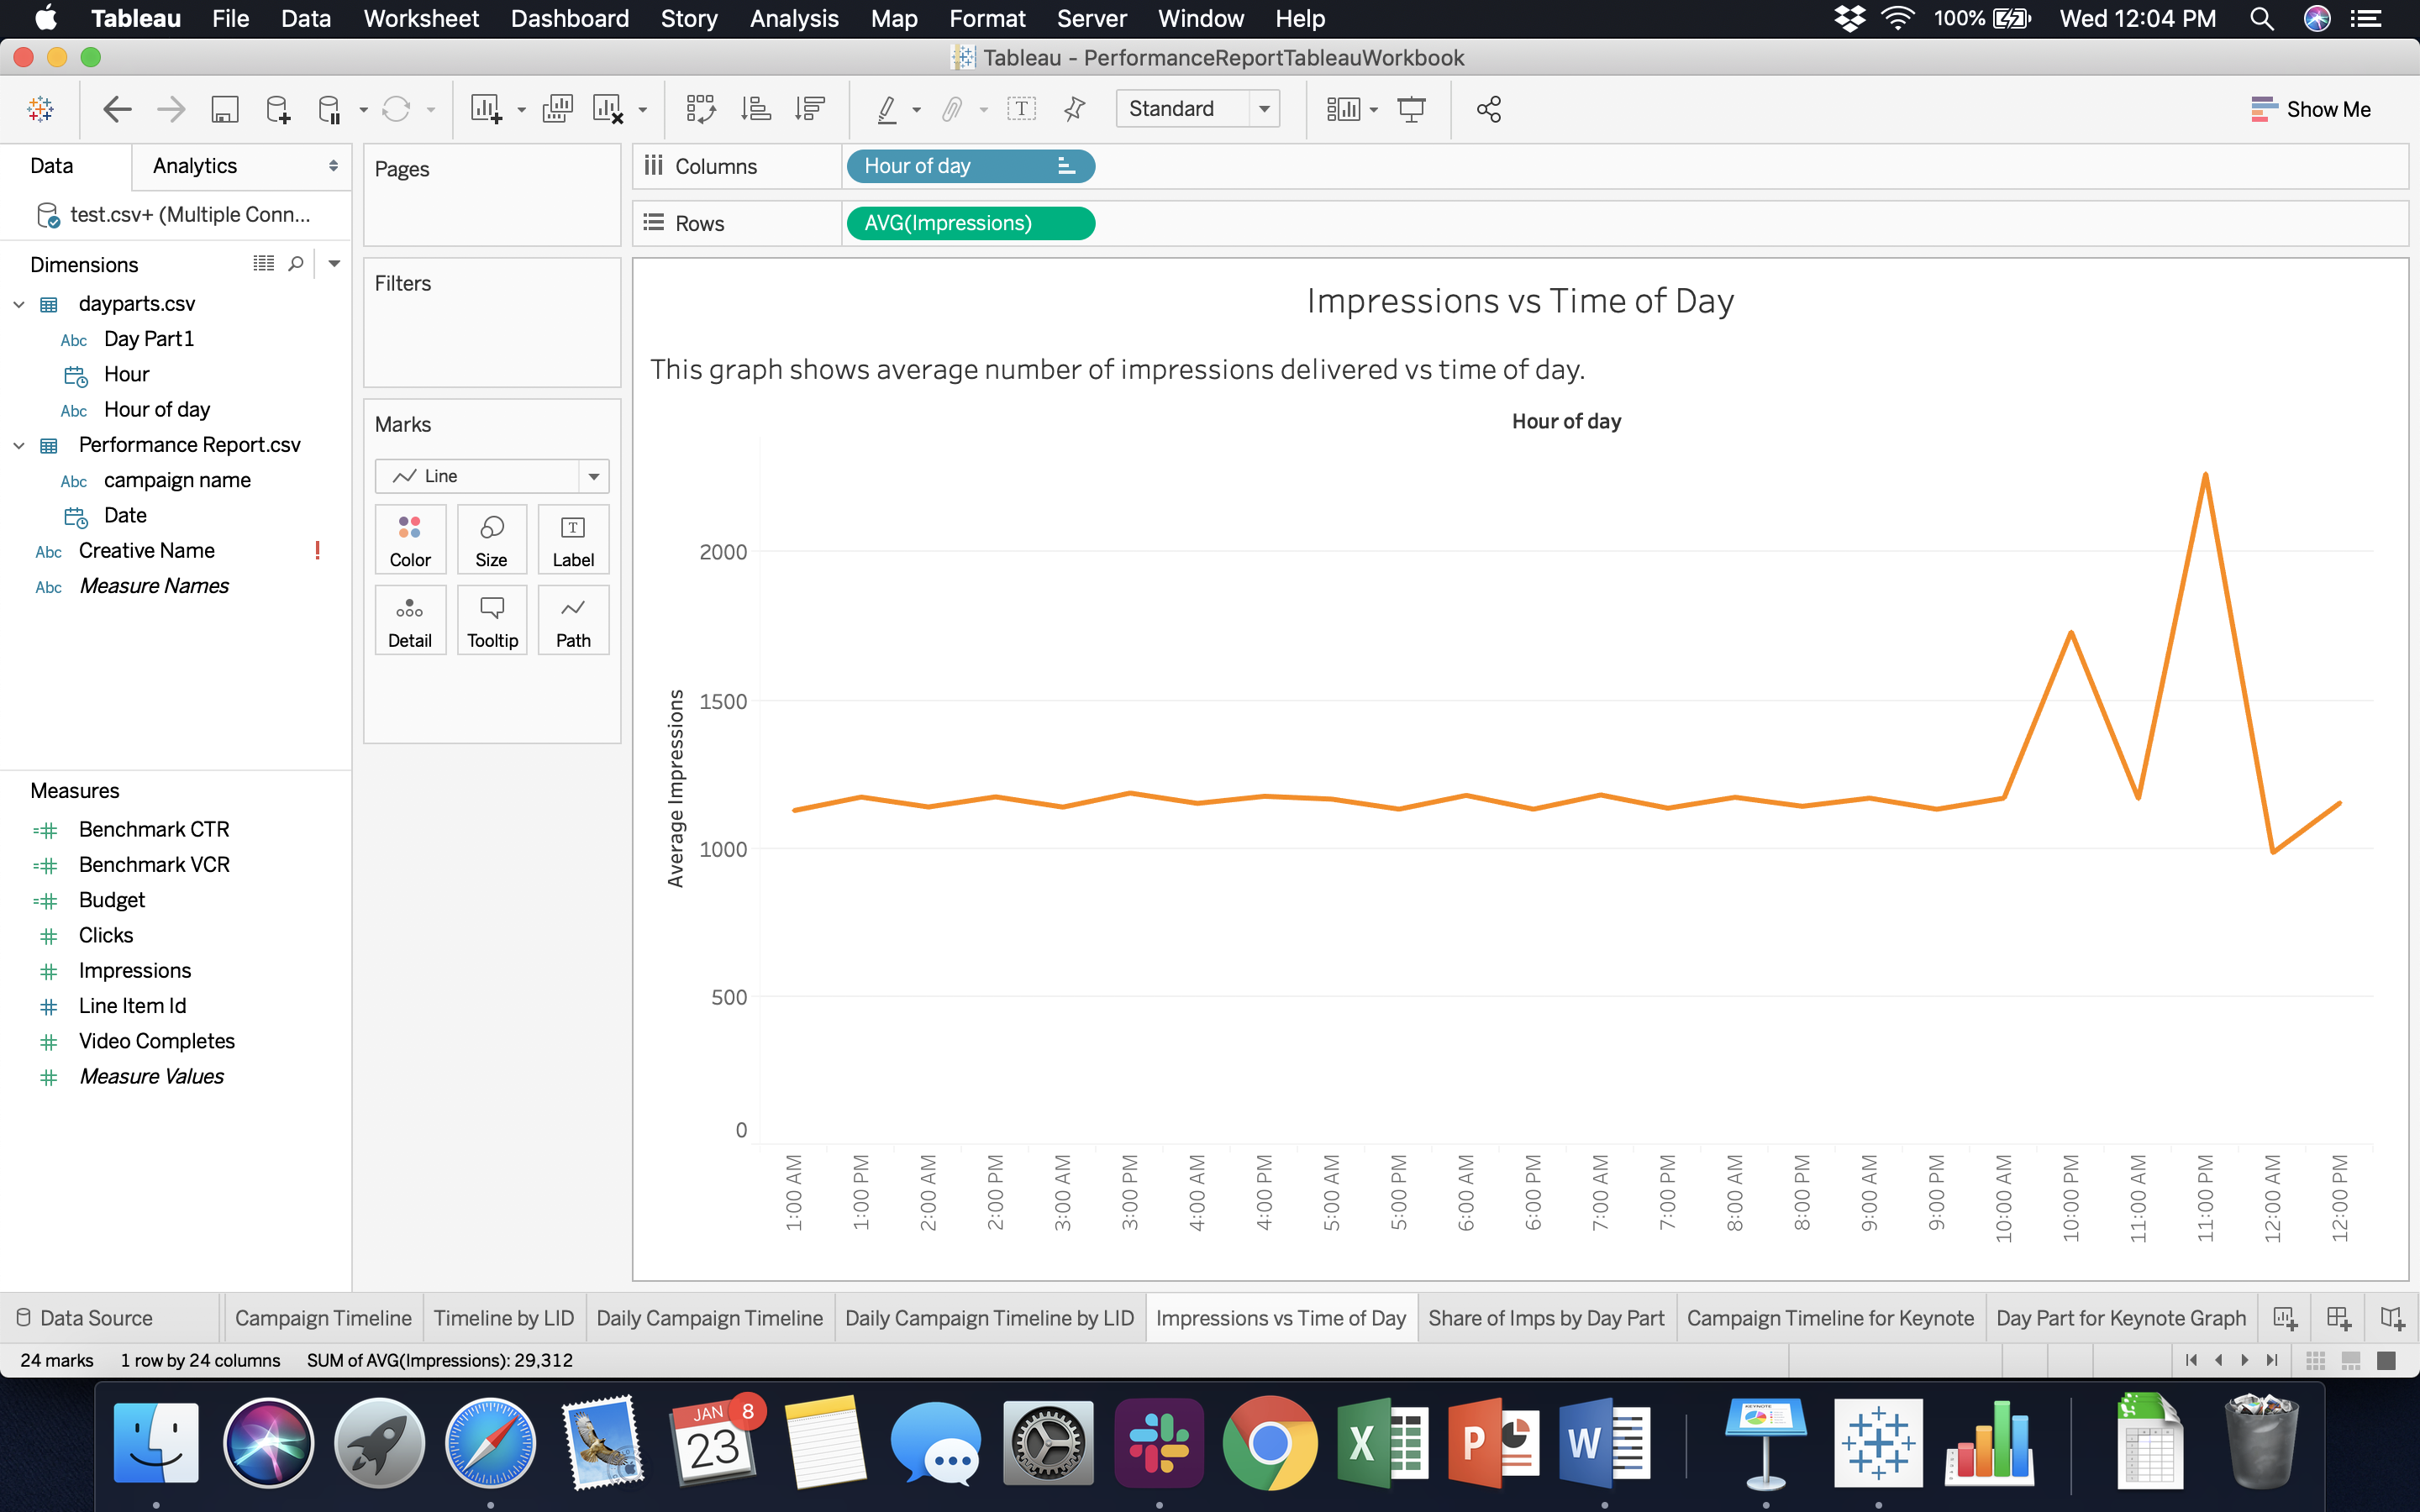 Tableau File Data Worksheet Dashboard Story Analysis Map Format Server Window Help 100% Wed 12:04 PM
Tableau - PerformanceReportTableauWorkbook
Standard
Show Me
Data Analytics
test.csv+ (Multiple Conn...
Dimensions
dayparts.csv
Abc Day Part1
Hour
Abc Hour of day
Performance Report.csv
Abc campaign name
Date
Abc Creative Name !
Abc Measure Names
Measures
Benchmark CTR
Benchmark VCR
Budget
Clicks
Impressions
Line Item Id
Video Completes
Measure Values
Pages
Filters
Marks
Line
Color Size Label
Detail Tooltip Path
Columns Hour of day
Rows AVG(Impressions)
Impressions vs Time of Day
This graph shows average number of impressions delivered vs time of day.
Hour of day
Average Impressions
2000
1500
1000
500
0
1:00 AM
1:00 PM
2:00 AM
2:00 PM
3:00 AM
3:00 PM
4:00 AM
4:00 PM
5:00 AM
5:00 PM
6:00 AM
6:00 PM
7:00 AM
7:00 PM
8:00 AM
8:00 PM
9:00 AM
9:00 PM
10:00 AM
10:00 PM
11:00 AM
11:00 PM
12:00 AM
12:00 PM
Data Source Campaign Timeline Timeline by LID Daily Campaign Timeline Daily Campaign Timeline by LID Impressions vs Time of Day Share of Imps by Day Part Campaign Timeline for Keynote Day Part for Keynote Graph
24 marks 1 row by 24 columns SUM of AVG(Impressions): 29,312
JAN
8
23
X
P
W
KEYNOTE